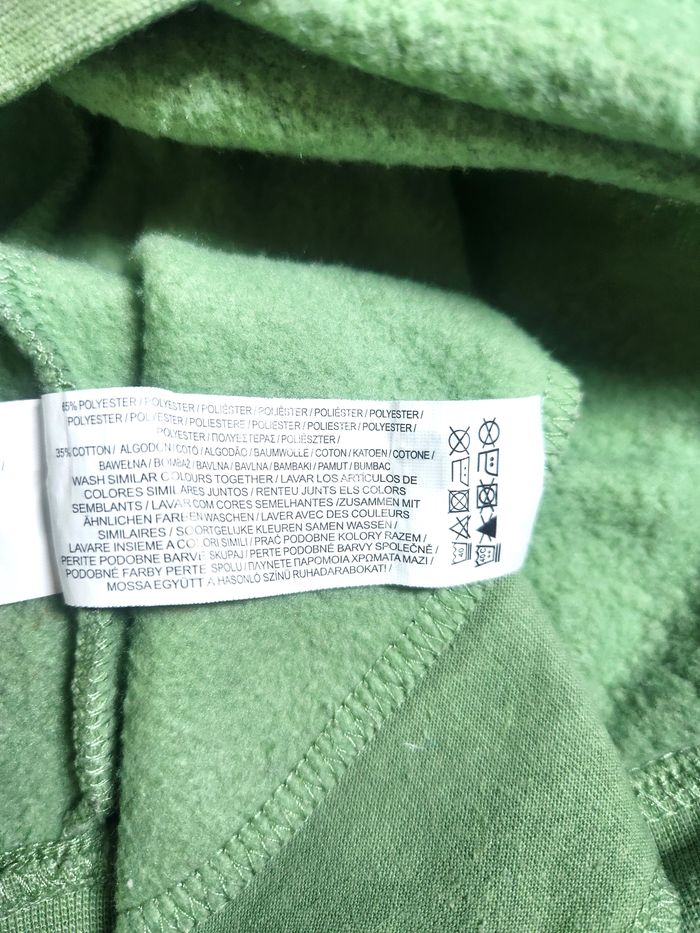 65% POLYESTER / POLYESTER / POLIÉSTER / POLIÈSTER / POLIÉSTER / POLYESTER /
POLYESTER / POLYESTER / POLIESTERE / POLIESTER / POLYESTER / POLYESTER /
POLYESTER / ΠΟΛΥΕΣΤΕΡΑΣ / POLIÉSZTER /
35% COTTON / ALGODÓN / COTÓ / ALGODÃO / BAUMWOLLE / COTON / KATOEN / COTONE /
BAWEŁNA / BOMBAŽ / BAVLNA / BAVLNA / BAMBAKI / PAMUT / BUMBAC
WASH SIMILAR COLOURS TOGETHER / LAVAR LOS ARTÍCULOS DE
COLORES SIMILARES JUNTOS / RENTEU JUNTS ELS COLORS
SEMBLANTS / LAVAR COM CORES SEMELHANTES /ZUSAMMEN MIT
ÄHNLICHEN FARBEN WASCHEN / LAVER AVEC DES COULEURS
SIMILAIRES / SOORTGELIJKE KLEUREN SAMEN WASSEN /
LAVARE INSIEME A COLORI SIMILI / PRAĆ PODOBNE KOLORY RAZEM /
PERITE PODOBNE BARVE SKUPAJ / PERTE PODOBNÉ BARVY SPOLEČNĚ /
PODOBNÉ FARBY PERTE SPOLU / ΠΛΥΝΕΤΕ ΠΑΡΟΜΟΙΑ ΧΡΩΜΑΤΑ ΜΑΖΙ /
MOSSA EGYÜTT A HASONLÓ SZÍNŰ RUHADARABOKAT! /
40
40C